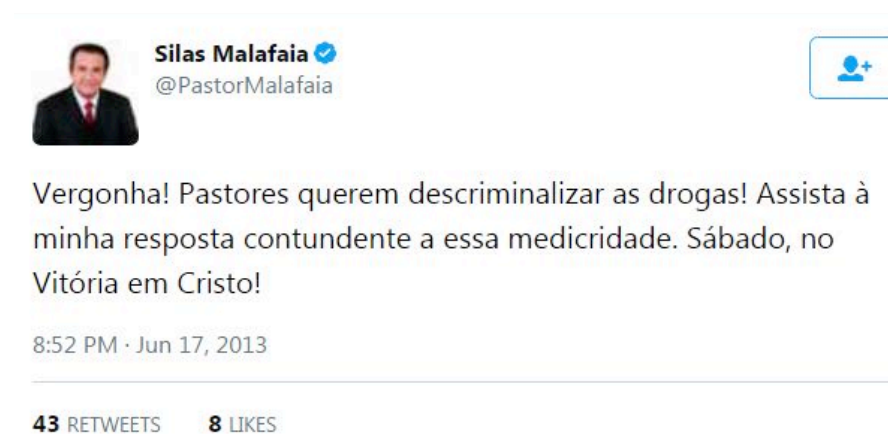 Silas Malafaia
@PastorMalafaia
Vergonha! Pastores querem descriminalizar as drogas! Assista à
minha resposta contundente a essa medicridade. Sábado, no
Vitória em Cristo!
8:52 PM · Jun 17, 2013
43 RETWEETS 8 LIKES